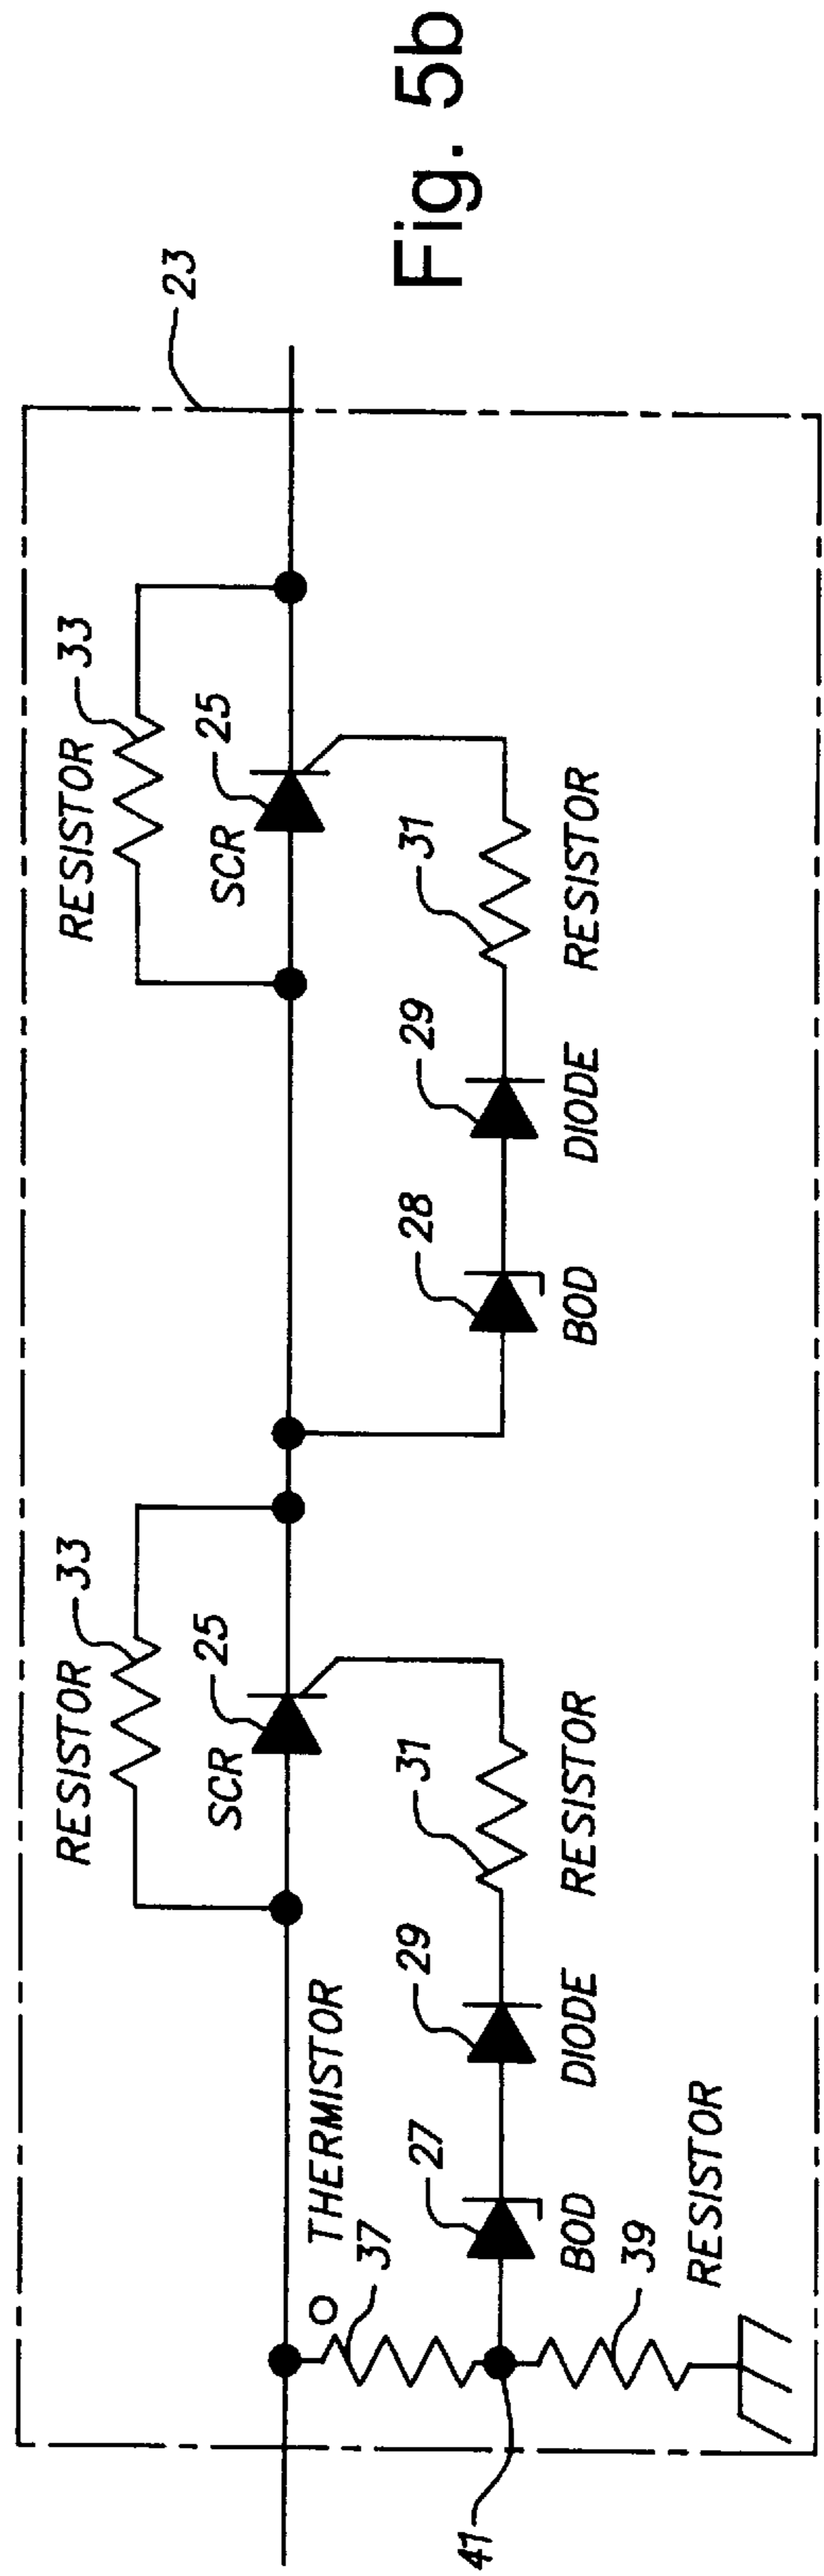 23
RESISTOR 33
RESISTOR 33
SCR 25
SCR 25
THERMISTOR
37
27
29
31
28
29
31
BOD
DIODE
RESISTOR
BOD
DIODE
RESISTOR
39
RESISTOR
41
Fig. 5b